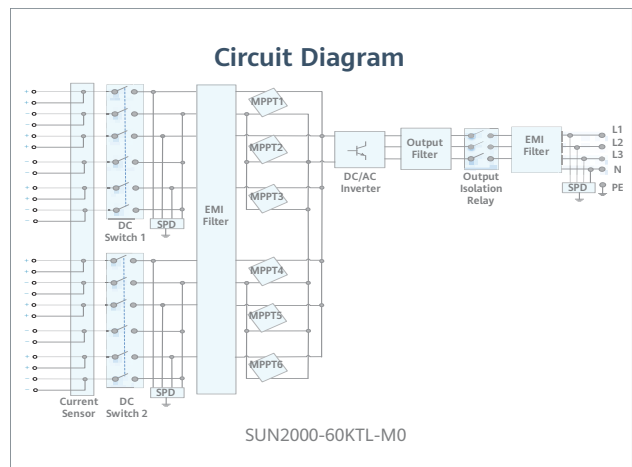 Circuit Diagram
MPPT1
MPPT2
MPPT3
MPPT4
MPPT5
MPPT6
EMI
Filter
DC
Switch 1
SPD
Current
Sensor
DC
Switch 2
SPD
DC/AC
Inverter
Output
Filter
Output
Isolation
Relay
EMI
Filter
SPD
L1
L2
L3
N
PE
SUN2000-60KTL-M0